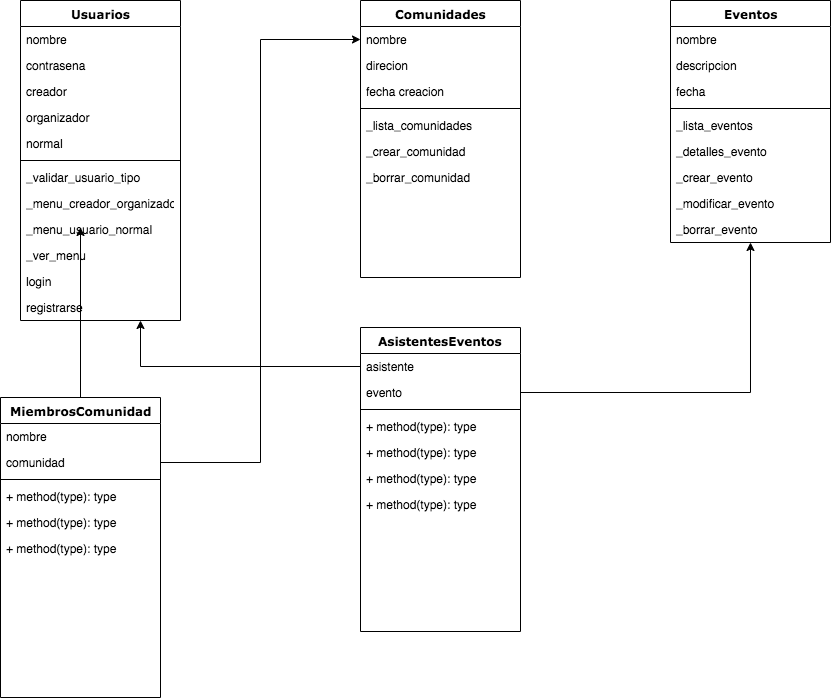 Usuarios
nombre
contrasena
creador
organizador
normal
_validar_usuario_tipo
_menu_creador_organizado
_menu_usuario_normal
_ver_menu
login
registrarse
Comunidades
nombre
direcion
fecha creacion
_lista_comunidades
_crear_comunidad
_borrar_comunidad
Eventos
nombre
descripcion
fecha
_lista_eventos
_detalles_evento
_crear_evento
_modificar_evento
_borrar_evento
MiembrosComunidad
nombre
comunidad
+ method(type): type
+ method(type): type
+ method(type): type
AsistentesEventos
asistente
evento
+ method(type): type
+ method(type): type
+ method(type): type
+ method(type): type